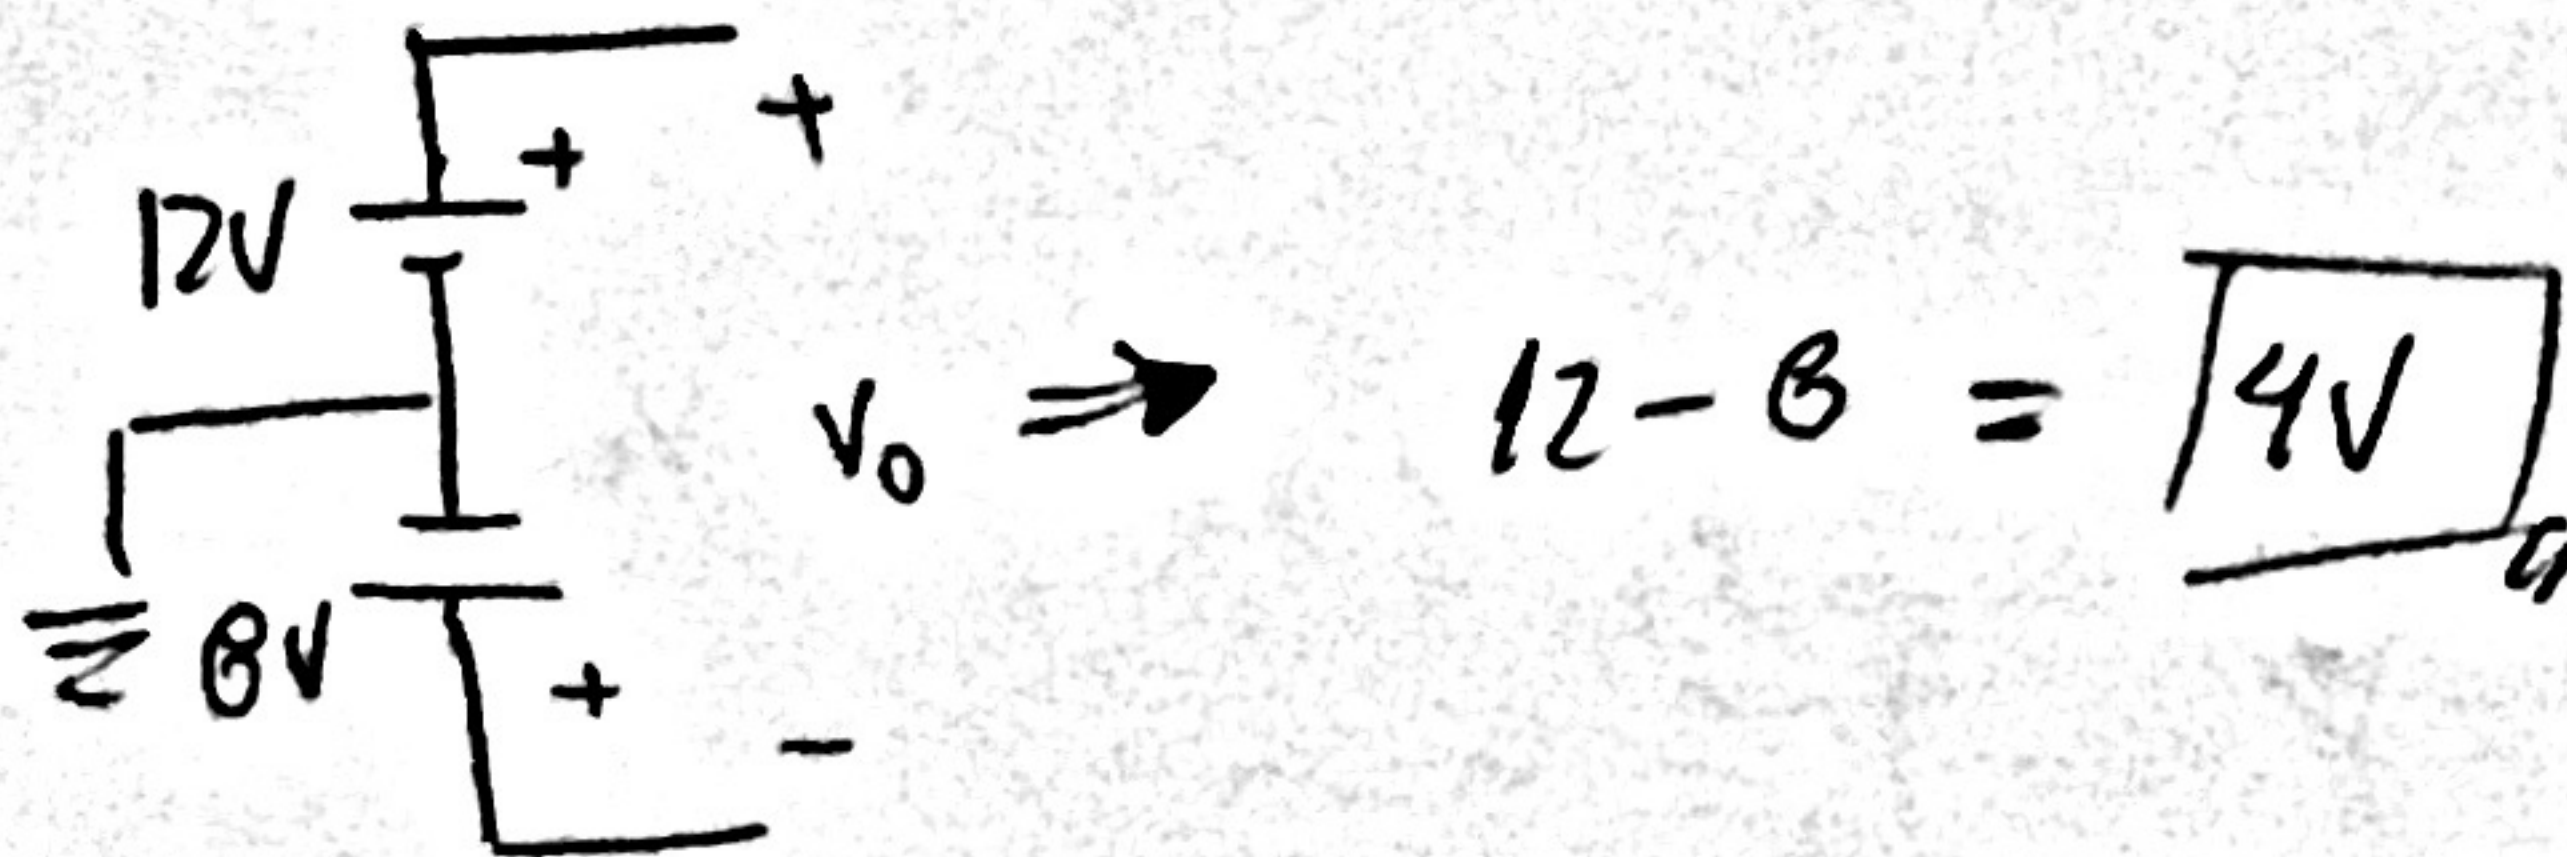 +
+
12V
V₀ ⇒ 12 - 8 = 4V
8V
+
-